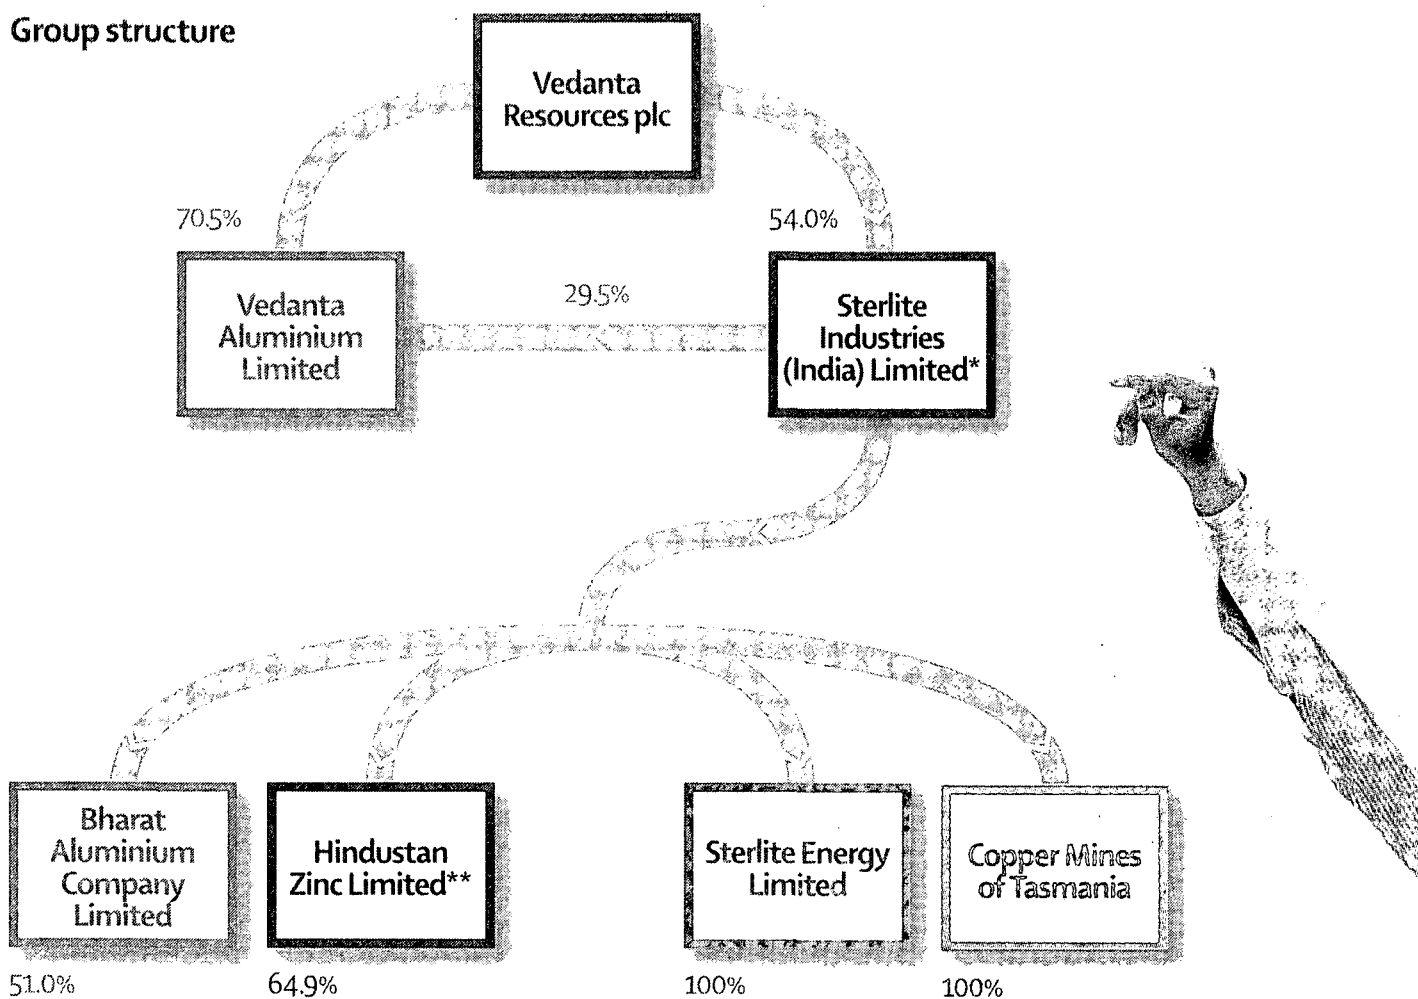 Group structure
Vedanta
Resources plc
70.5%
54.0%
Vedanta
Aluminium
Limited
29.5%
Sterlite
Industries
(India) Limited*
Bharat
Aluminium
Company
Limited
51.0%
Hindustan
Zinc Limited**
64.9%
Sterlite Energy
Limited
100%
Copper Mines
of Tasmania
100%